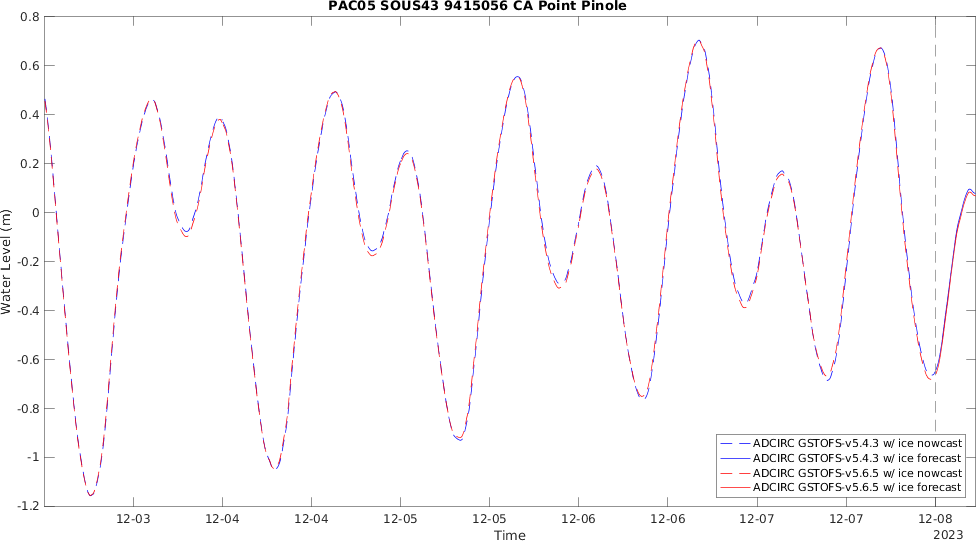 PAC05 SOUS43 9415056 CA Point Pinole
0.8
0.6
0.4
0.2
0
-0.2
-0.4
-0.6
-0.8
-1
-1.2
Water Level (m)
ADCIRC GSTOFS-v5.4.3 w/ ice nowcast
ADCIRC GSTOFS-v5.4.3 w/ ice forecast
ADCIRC GSTOFS-v5.6.5 w/ ice nowcast
ADCIRC GSTOFS-v5.6.5 w/ ice forecast
12-03 12-04 12-04 12-05 12-05 12-06 12-06 12-07 12-07 12-08
2023
Time